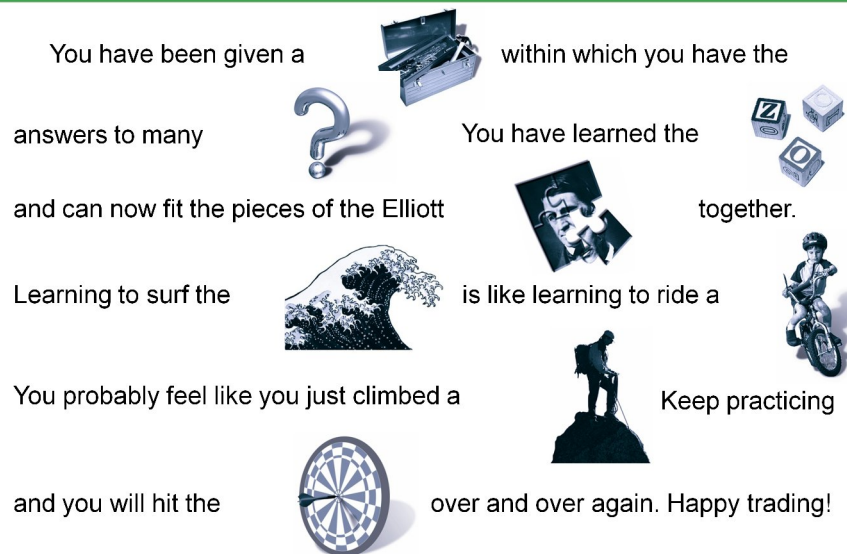 You have been given a within which you have the
answers to many You have learned the
Z O
and can now fit the pieces of the Elliott together.
Learning to surf the is like learning to ride a
You probably feel like you just climbed a Keep practicing
and you will hit the over and over again. Happy trading!